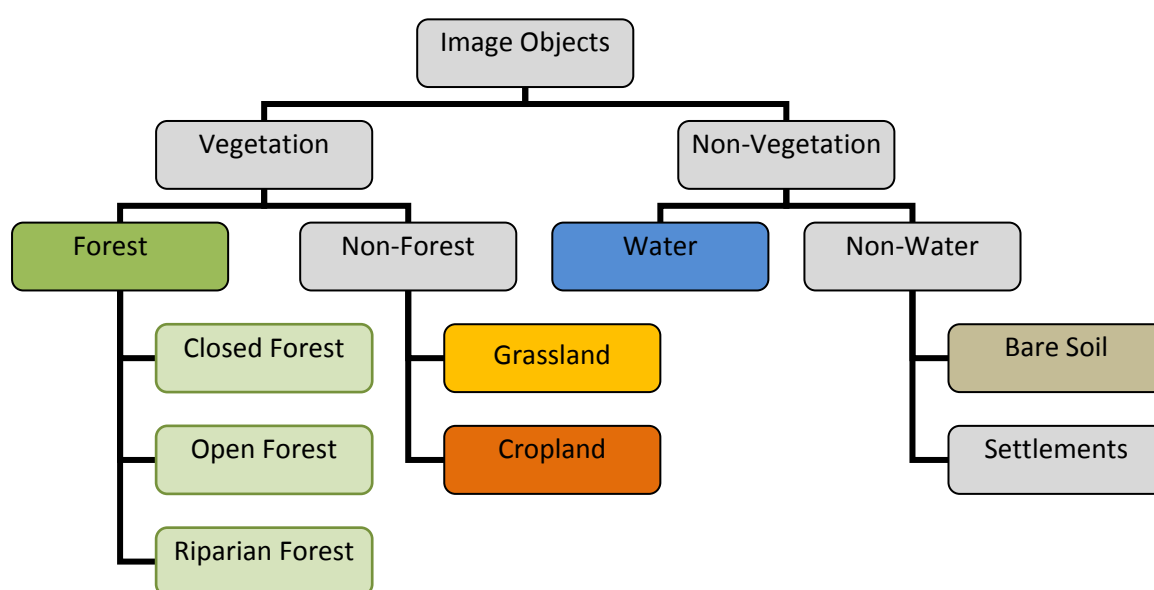 Image Objects
Vegetation
Non-Vegetation
Forest
Non-Forest
Water
Non-Water
Closed Forest
Grassland
Bare Soil
Open Forest
Cropland
Settlements
Riparian Forest